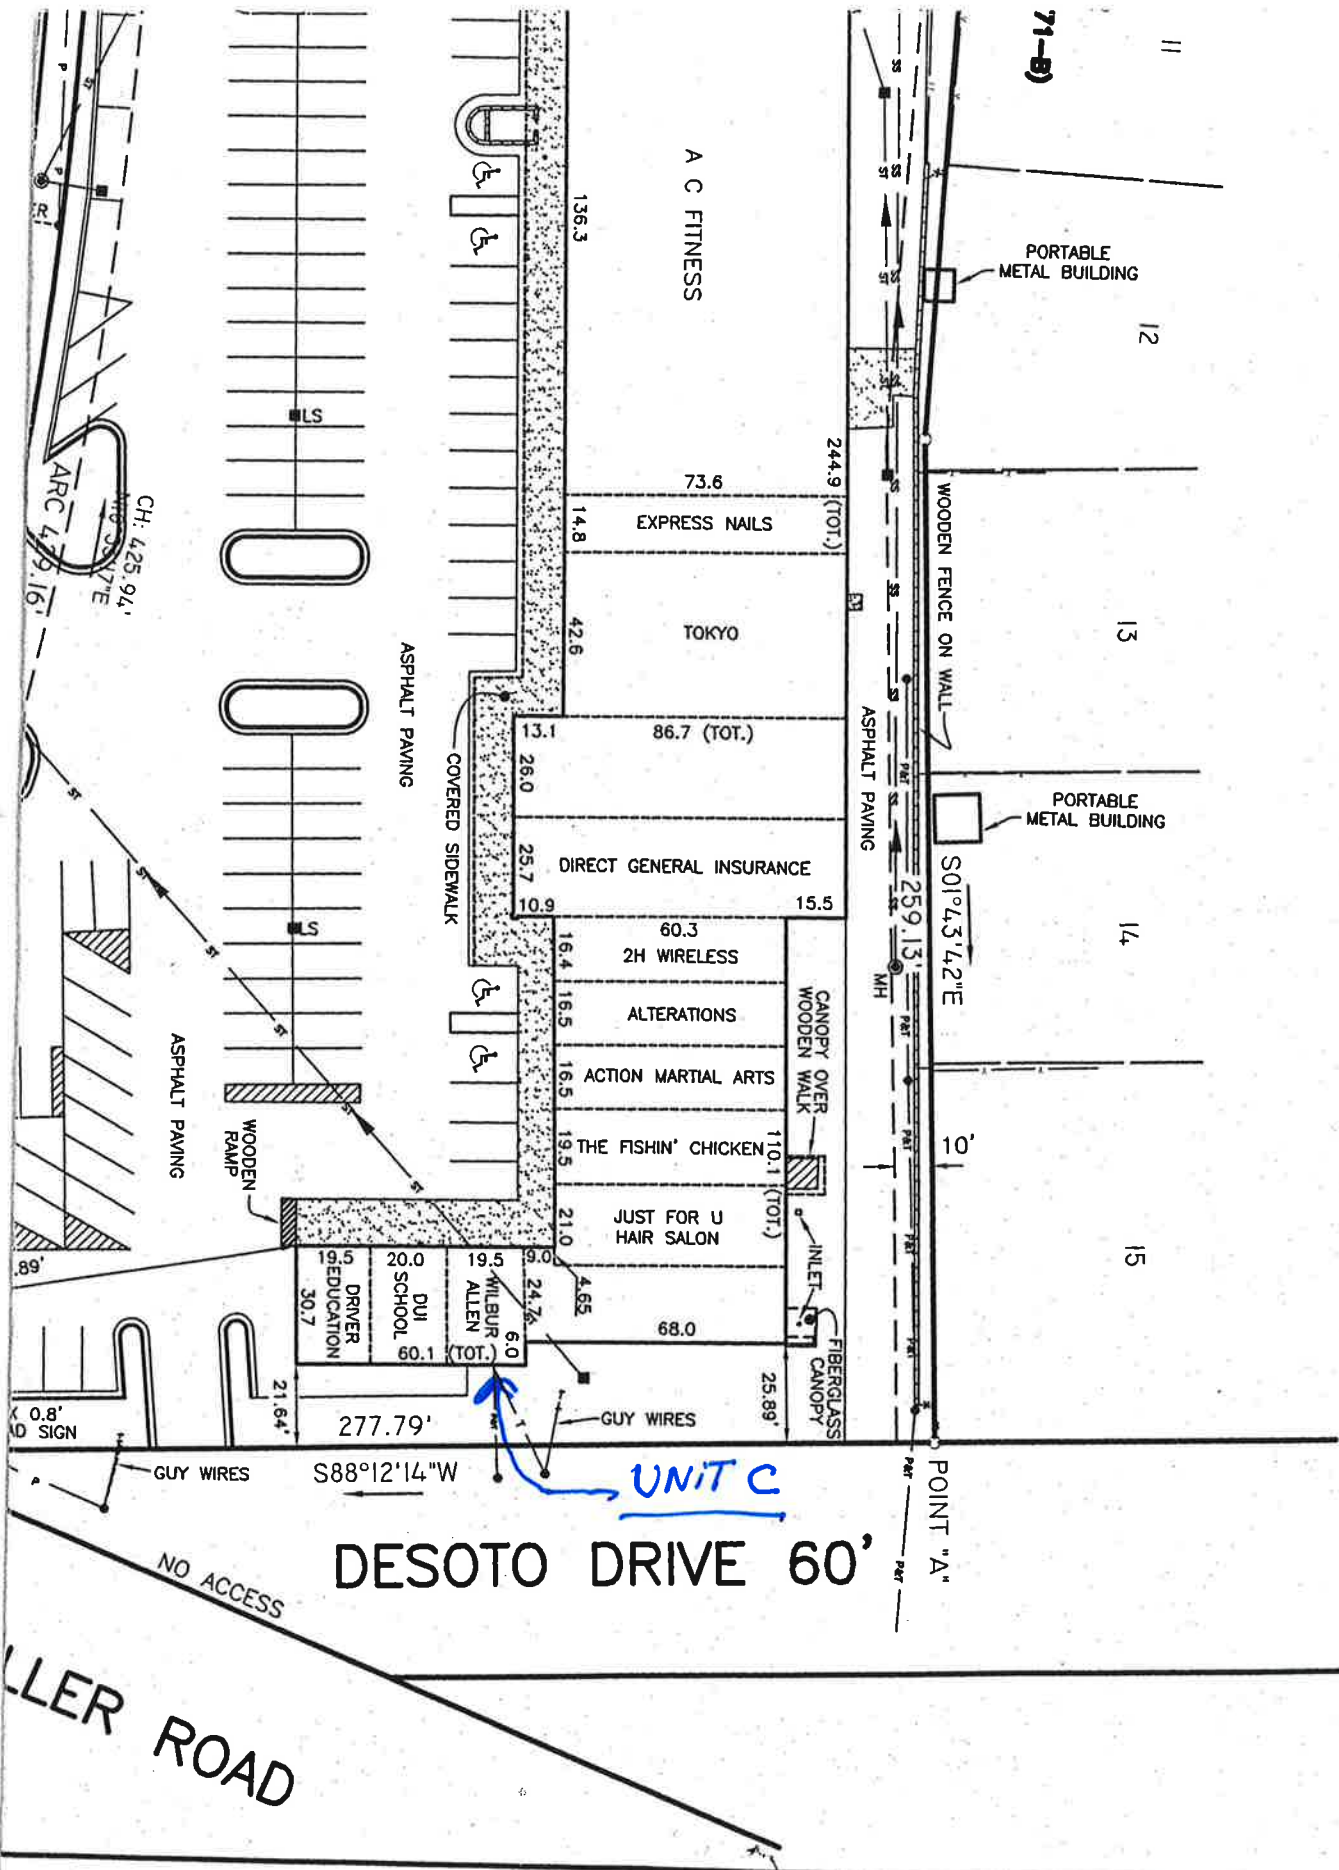 71-B)
11
A C FITNESS
136.3
PORTABLE
METAL BUILDING
12
LS
R
244.9 (TOT.)
73.6
EXPRESS NAILS
14.8
WOODEN FENCE ON WALL
CH: 425.94'
ARC 4
9.16'
TOKYO
42.6
13
ASPHALT PAVING
COVERED SIDEWALK
13.1
86.7 (TOT.)
26.0
ASPHALT PAVING
PORTABLE
METAL BUILDING
DIRECT GENERAL INSURANCE
25.7
10.9
15.5
S01°43'42"E
259.13'
14
LS
60.3
2H WIRELESS
16.4
MH
ALTERATIONS
16.5
CANOPY OVER
WOODEN WALK
ACTION MARTIAL ARTS
16.5
ASPHALT PAVING
THE FISHIN' CHICKEN
19.5
110.1 (TOT.)
10'
WOODEN
RAMP
JUST FOR U
HAIR SALON
21.0
INLET
15
.89'
19.5
DRIVER
EDUCATION
30.7
20.0
DUI
SCHOOL
60.1 (TOT.)
19.5
WILBUR
ALLEN
6.0
9.0
24.7
4.65
68.0
FIBERGLASS
CANOPY
25.89'
21.64'
277.79'
GUY WIRES
0.8'
D SIGN
GUY WIRES
S88°12'14"W
UNIT C
POINT "A"
DESOTO DRIVE 60'
NO ACCESS
LLER ROAD
SS
ST
P
P&T
T